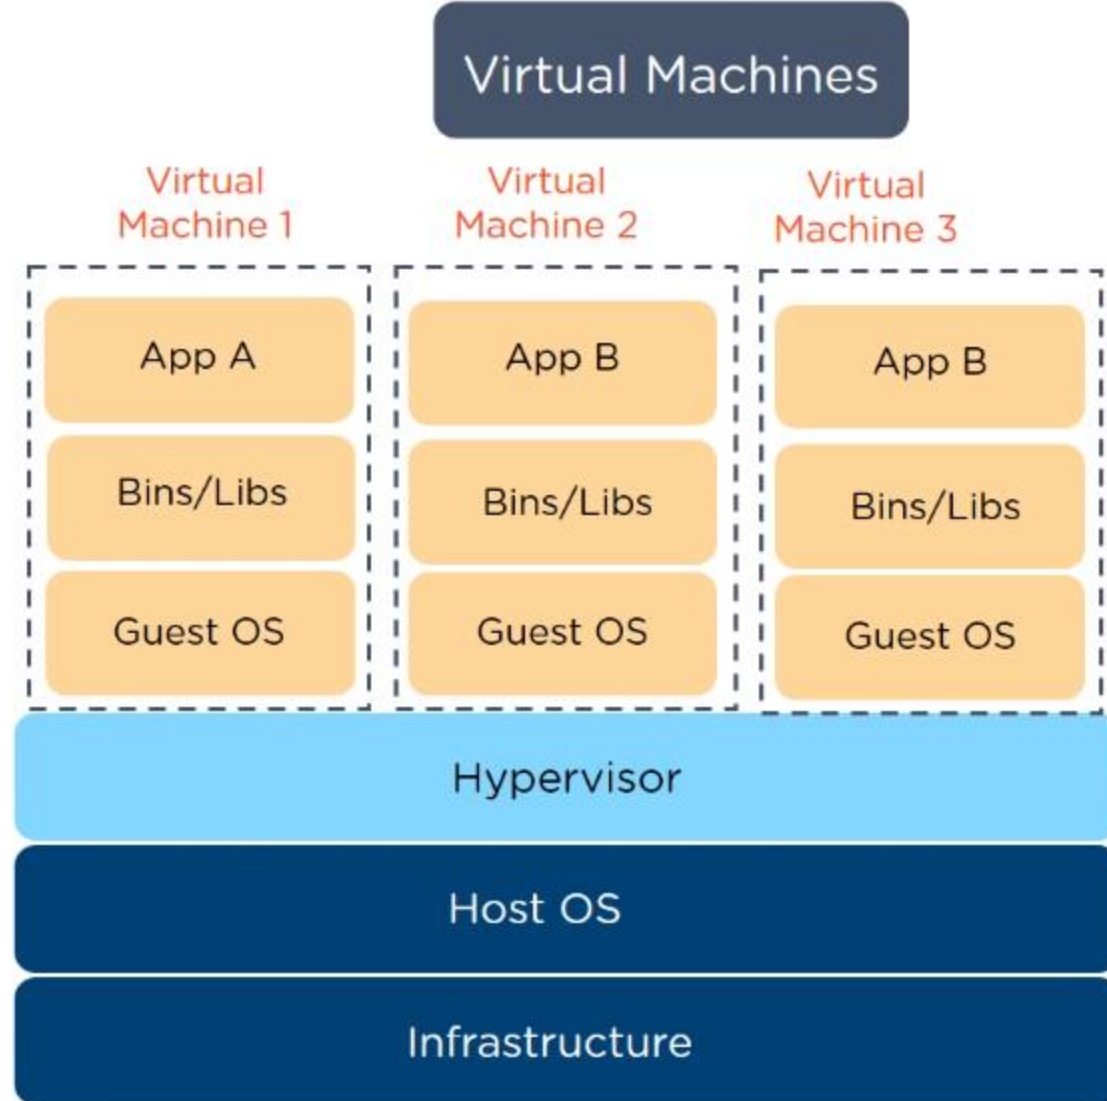 Virtual Machines
Virtual
Machine 1
Virtual
Machine 2
Virtual
Machine 3
App A
App B
App B
Bins/Libs
Bins/Libs
Bins/Libs
Guest OS
Guest OS
Guest OS
Hypervisor
Host OS
Infrastructure